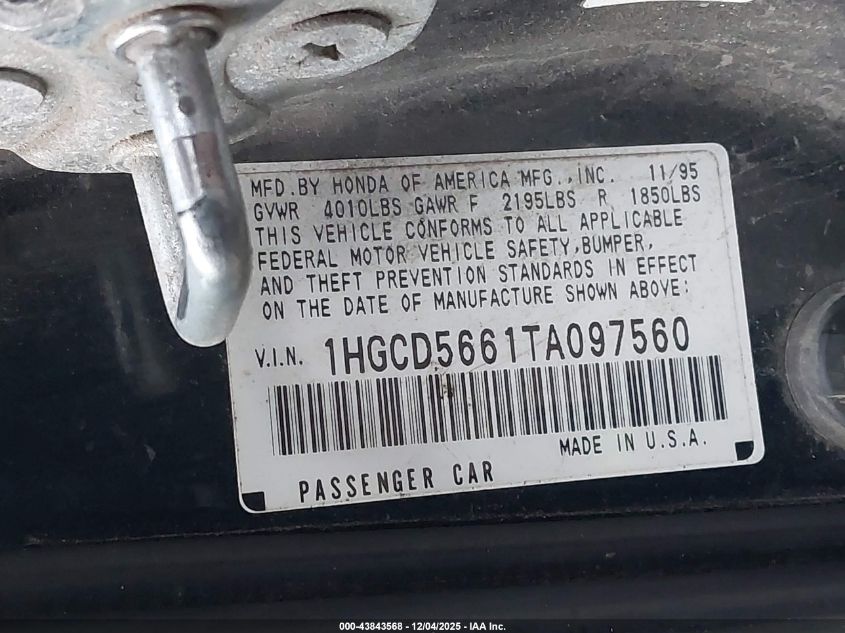 MFD. BY HONDA OF AMERICA MFG., INC. 11/95
GVWR 4010LBS GAWR F 2195LBS R 1850LBS
THIS VEHICLE CONFORMS TO ALL APPLICABLE
FEDERAL MOTOR VEHICLE SAFETY, BUMPER,
AND THEFT PREVENTION STANDARDS IN EFFECT
ON THE DATE OF MANUFACTURE SHOWN ABOVE:
V.I.N. 1HGCD5661TA097560
MADE IN U.S.A.
PASSENGER CAR
000-43843568 - 12/04/2025 - IAA Inc.